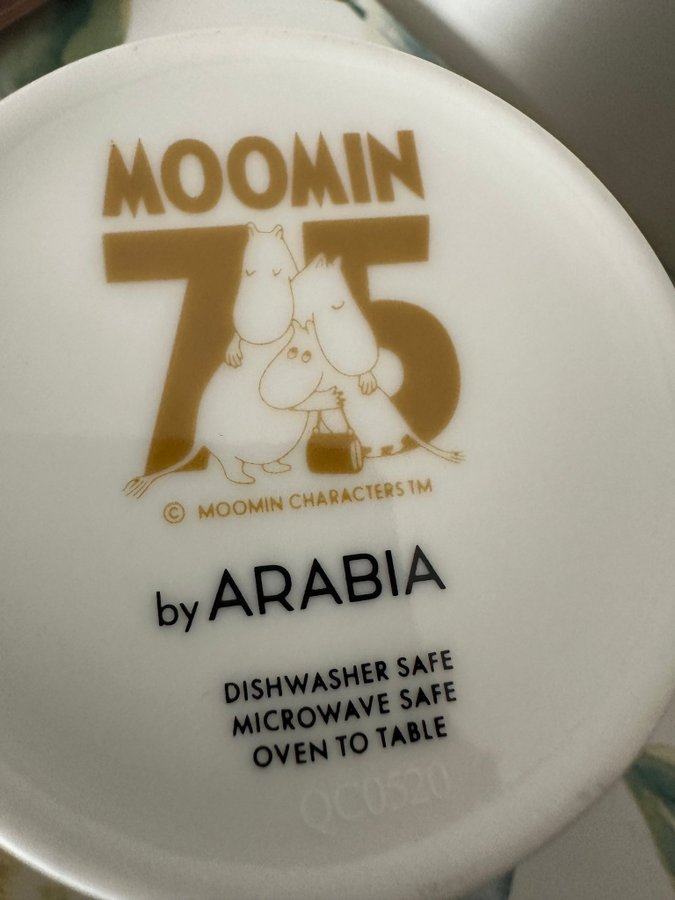 MOOMIN
75
© MOOMIN CHARACTERS TM
by ARABIA
DISHWASHER SAFE
MICROWAVE SAFE
OVEN TO TABLE
QC0520